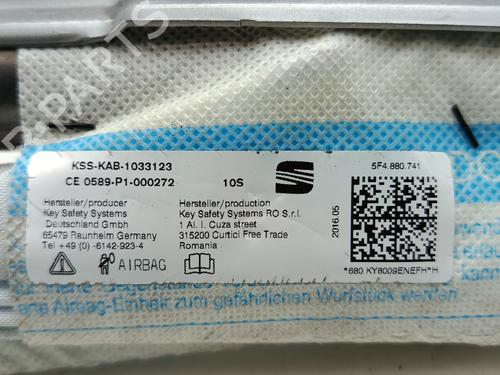 KSS-KAB-1033123
CE 0589-P1-000272 10S
5F4.880.741
Hersteller/producer
Key Safety Systems
Deutschland GmbH
65479 Raunheim Germany
Tel +49 (0) -6142-923-4
Hersteller/production
Key Safety Systems RO S.r.l.
1 Al. I. Cuza street
315200 Curtici Free Trade
Romania
2016.05
AIRBAG
*680 KY8009ENEFH*H
ane Airbag-Einheit zum gefährlichen Wurfstück werden